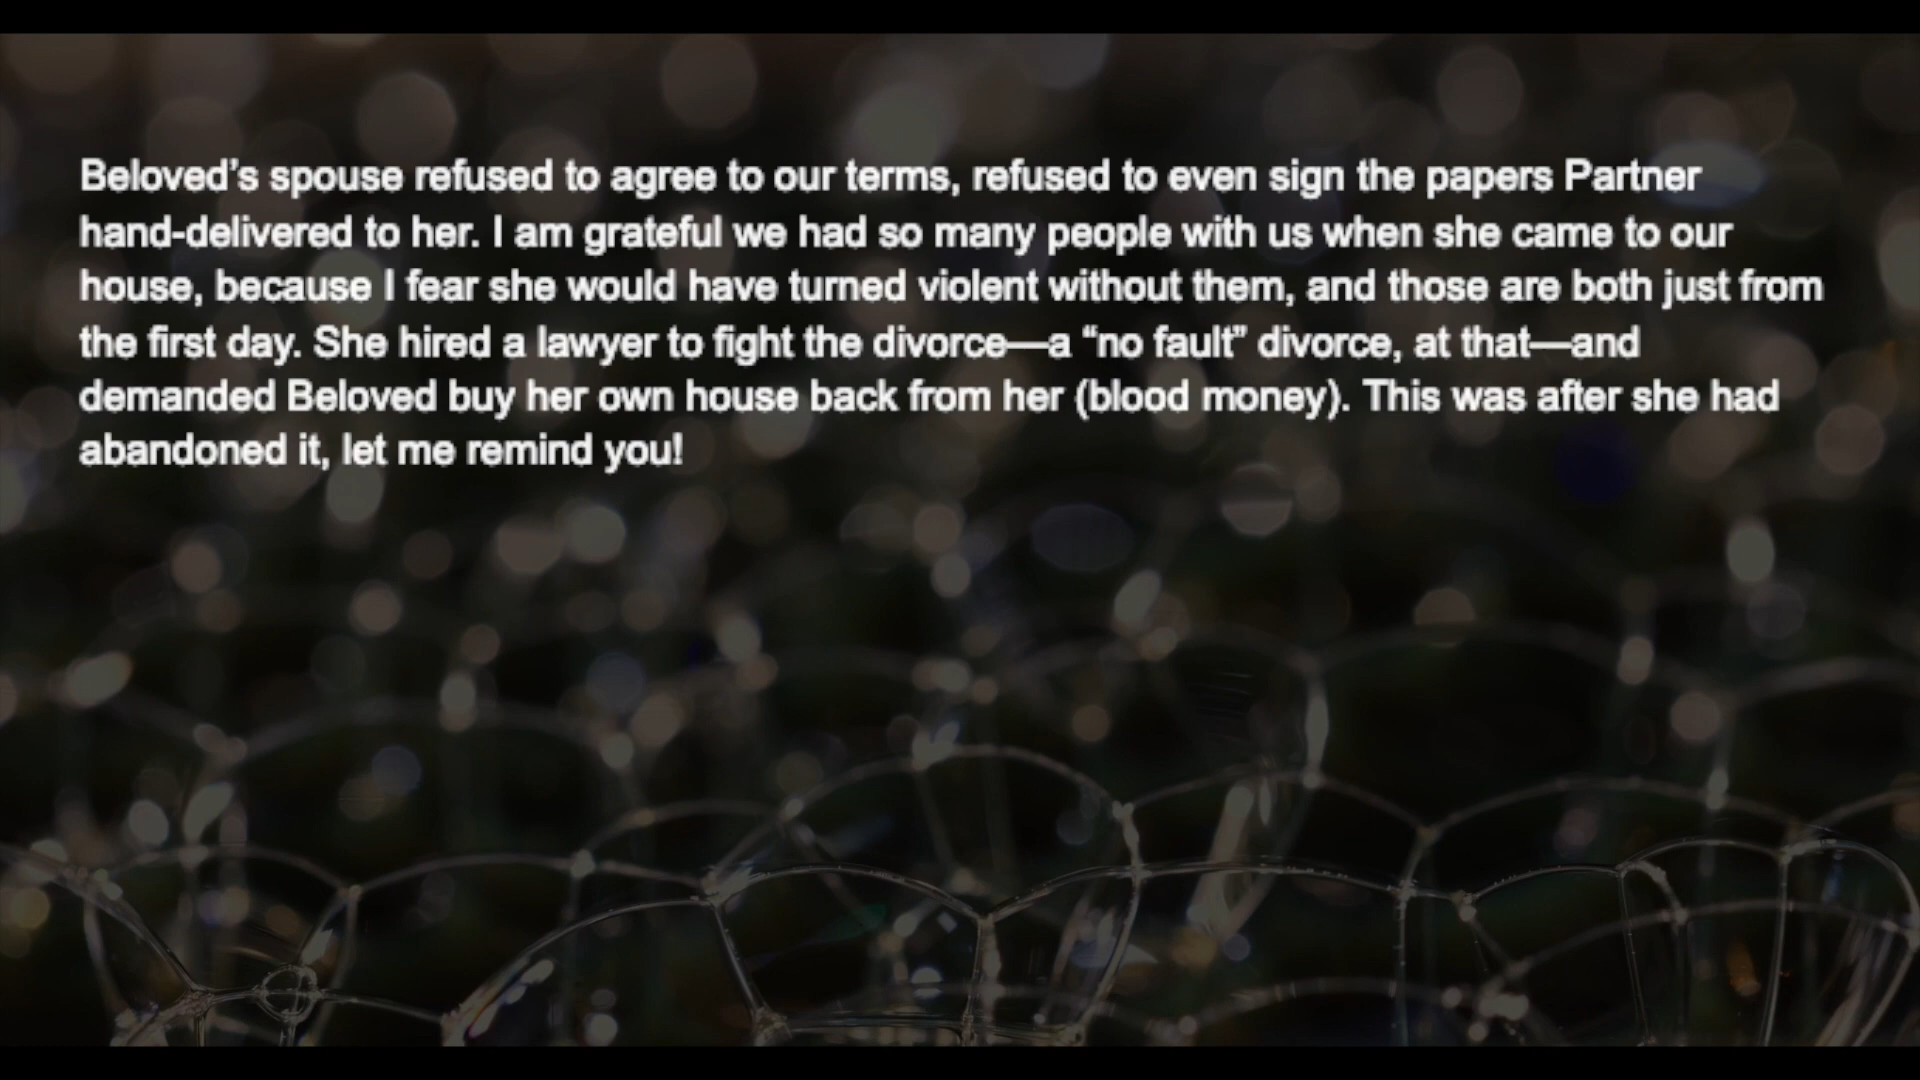 Beloved’s spouse refused to agree to our terms, refused to even sign the papers Partner
hand-delivered to her. I am grateful we had so many people with us when she came to our
house, because I fear she would have turned violent without them, and those are both just from
the first day. She hired a lawyer to fight the divorce—a “no fault” divorce, at that—and
demanded Beloved buy her own house back from her (blood money). This was after she had
abandoned it, let me remind you!